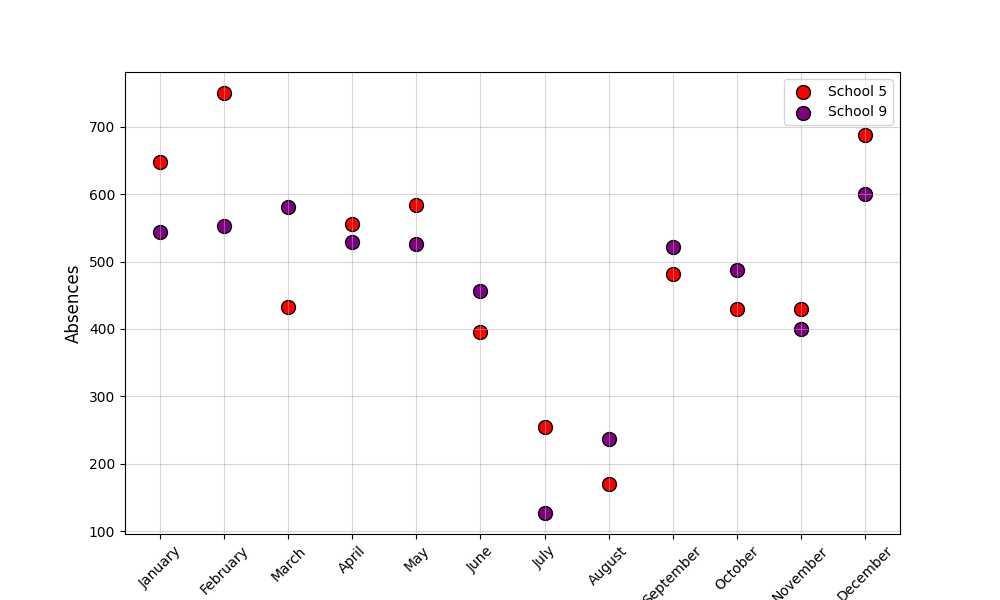 School 5
School 9
700
600
500
400
300
200
100
Absences
January
February
March
April
May
June
July
August
September
October
November
December